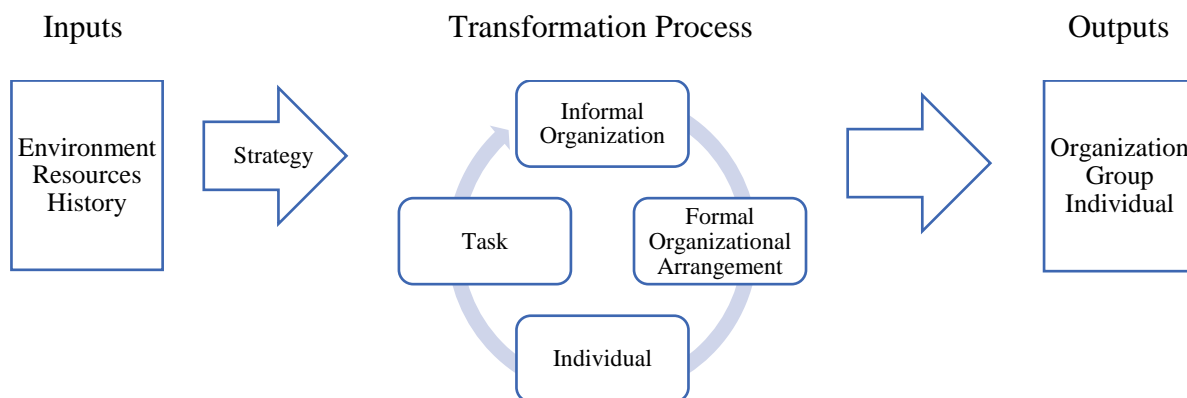 Inputs
Transformation Process
Outputs
Environment
Resources
History
Strategy
Informal
Organization
Task
Formal
Organizational
Arrangement
Individual
Organization
Group
Individual